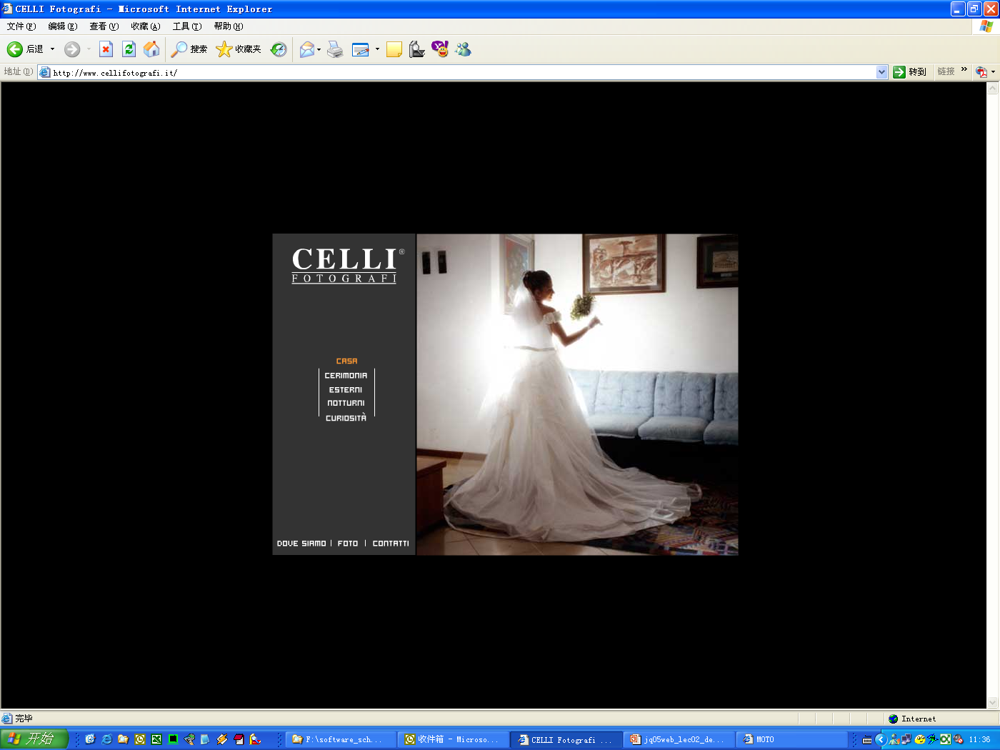 CELLI Fotografi - Microsoft Internet Explorer
文件(F) 编辑(E) 查看(V) 收藏(A) 工具(T) 帮助(H)
后退 搜索 收藏夹
地址(D) http://www.cellifotografi.it/ 转到 链接 »
CELLI®
FOTOGRAFI
CASA
CERIMONIA
ESTERNI
NOTTURNI
CURIOSITÀ
DOVE SIAMO | FOTO | CONTATTI
完毕 Internet
开始 F:\software_sch... 收件箱 - Microso... CELLI Fotografi ... jq05web_lec02_de... MOTO 11:36